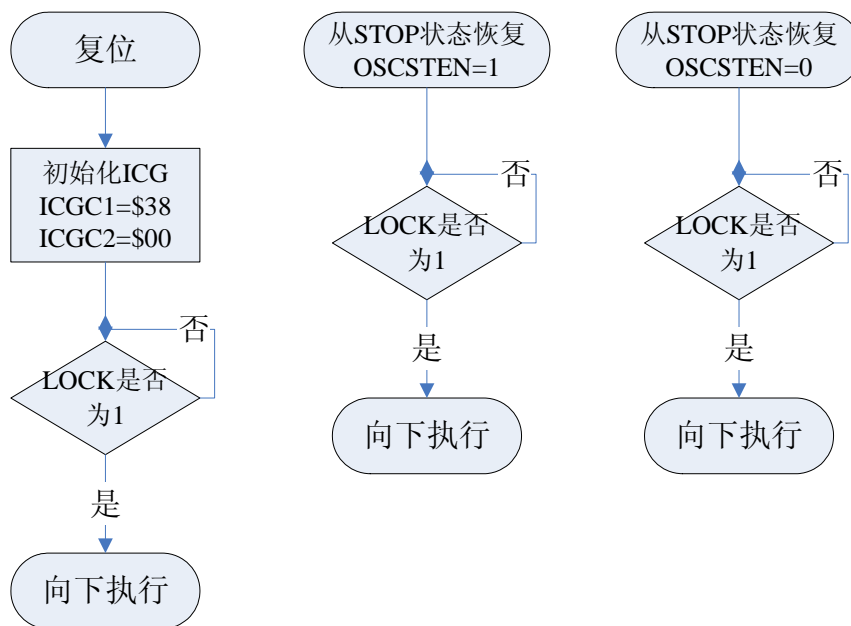 复位
初始化ICG
ICGC1=$38
ICGC2=$00
否
LOCK是否
为1
是
向下执行
从STOP状态恢复
OSCSTEN=1
否
LOCK是否
为1
是
向下执行
从STOP状态恢复
OSCSTEN=0
否
LOCK是否
为1
是
向下执行